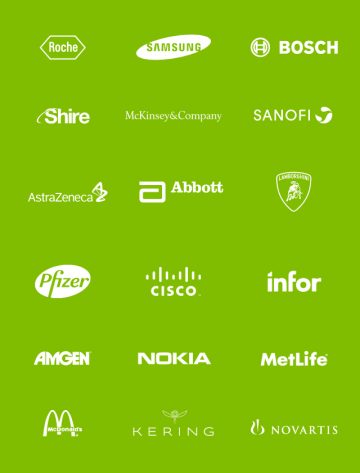 Roche
SAMSUNG
BOSCH
Shire
McKinsey&Company
SANOFI
AstraZeneca
Abbott
LAMBORGHINI
Pfizer
CISCO
infor
AMGEN
NOKIA
MetLife
McDonald's
KERING
NOVARTIS